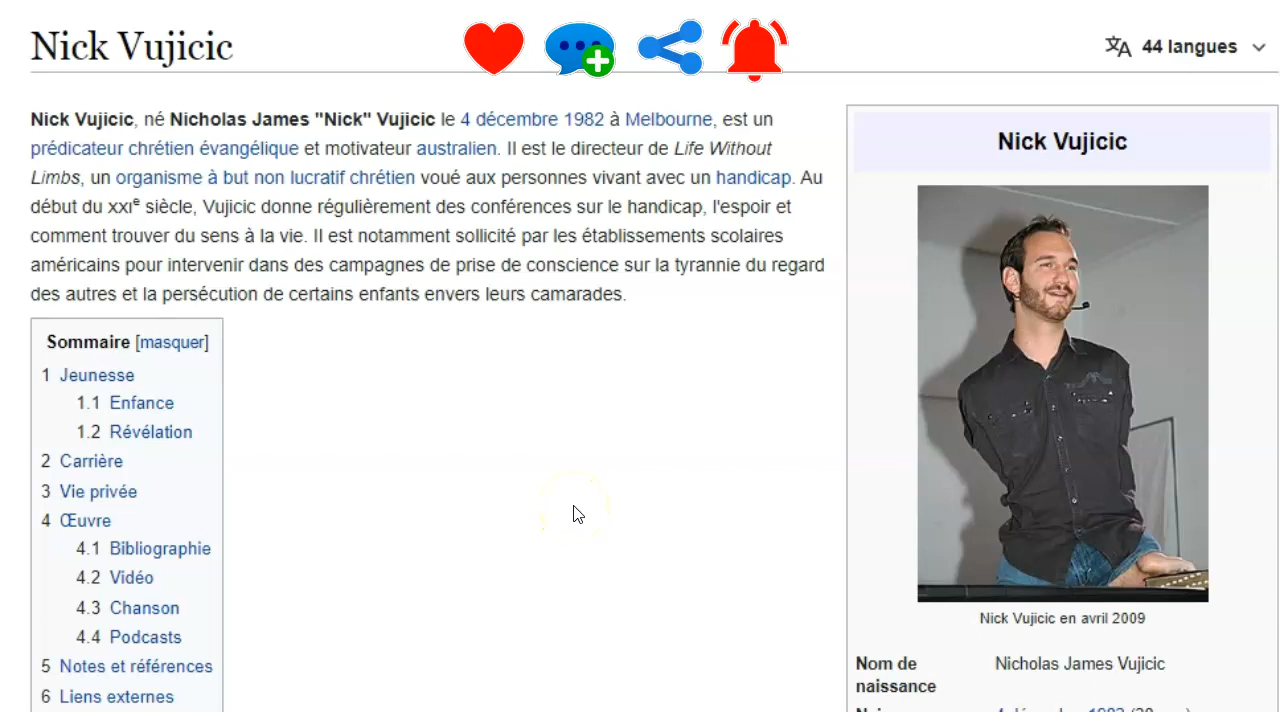 Nick Vujicic
44 langues
Nick Vujicic, né Nicholas James "Nick" Vujicic le 4 décembre 1982 à Melbourne, est un
prédicateur chrétien évangélique et motivateur australien. Il est le directeur de Life Without
Limbs, un organisme à but non lucratif chrétien voué aux personnes vivant avec un handicap. Au
début du XXIe siècle, Vujicic donne régulièrement des conférences sur le handicap, l'espoir et
comment trouver du sens à la vie. Il est notamment sollicité par les établissements scolaires
américains pour intervenir dans des campagnes de prise de conscience sur la tyrannie du regard
des autres et la persécution de certains enfants envers leurs camarades.
Sommaire [masquer]
1 Jeunesse
1.1 Enfance
1.2 Révélation
2 Carrière
3 Vie privée
4 Œuvre
4.1 Bibliographie
4.2 Vidéo
4.3 Chanson
4.4 Podcasts
5 Notes et références
6 Liens externes
Nick Vujicic
Nick Vujicic en avril 2009
Nom de
naissance
Nicholas James Vujicic